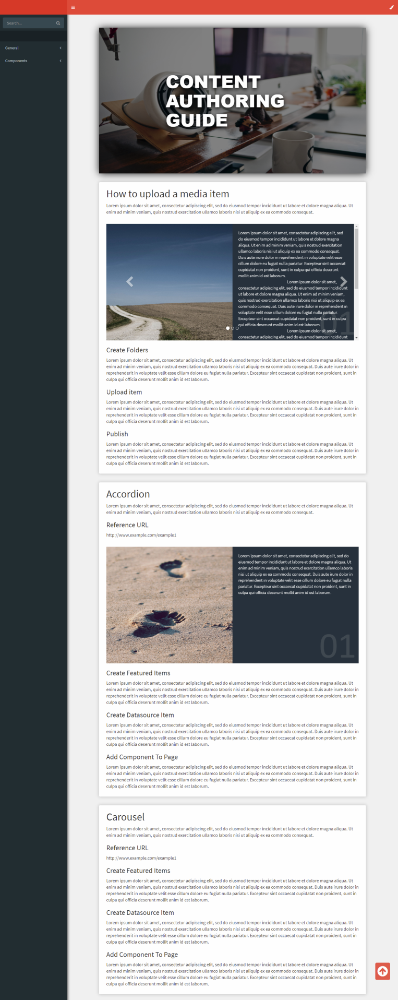 Search...
General
Components
CONTENT
AUTHORING
GUIDE
How to upload a media item
Lorem ipsum dolor sit amet, consectetur adipiscing elit, sed do eiusmod tempor incididunt ut labore et dolore magna aliqua. Ut
enim ad minim veniam, quis nostrud exercitation ullamco laboris nisi ut aliquip ex ea commodo consequat.
Lorem ipsum dolor sit amet, consectetur adipiscing elit, sed
do eiusmod tempor incididunt ut labore et dolore magna
aliqua. Ut enim ad minim veniam, quis nostrud exercitation
ullamco laboris nisi ut aliquip ex ea commodo consequat.
Duis aute irure dolor in reprehenderit in voluptate velit esse
cillum dolore eu fugiat nulla pariatur. Excepteur sint occaecat
cupidatat non proident, sunt in culpa qui officia deserunt
mollit anim id est laborum.
Lorem ipsum dolor sit amet,
consectetur adipiscing elit, sed do eiusmod tempor incididunt
ut labore et dolore magna aliqua. Ut enim ad minim veniam,
quis nostrud exercitation ullamco laboris nisi ut aliquip ex ea
commodo consequat. Duis aute irure dolor in reprehenderit in
voluptate velit esse cillum dolore eu fugiat nulla pariatur.
Excepteur sint occaecat cupidatat non proident, sunt in culpa
qui officia deserunt mollit anim id est laborum.
Lorem ipsum dolor sit amet,
consectetur adipiscing elit, sed do eiusmod tempor incididunt
01
Create Folders
Lorem ipsum dolor sit amet, consectetur adipiscing elit, sed do eiusmod tempor incididunt ut labore et dolore magna aliqua. Ut
enim ad minim veniam, quis nostrud exercitation ullamco laboris nisi ut aliquip ex ea commodo consequat. Duis aute irure dolor in
reprehenderit in voluptate velit esse cillum dolore eu fugiat nulla pariatur. Excepteur sint occaecat cupidatat non proident, sunt in
culpa qui officia deserunt mollit anim id est laborum.
Upload item
Lorem ipsum dolor sit amet, consectetur adipiscing elit, sed do eiusmod tempor incididunt ut labore et dolore magna aliqua. Ut
enim ad minim veniam, quis nostrud exercitation ullamco laboris nisi ut aliquip ex ea commodo consequat. Duis aute irure dolor in
reprehenderit in voluptate velit esse cillum dolore eu fugiat nulla pariatur. Excepteur sint occaecat cupidatat non proident, sunt in
culpa qui officia deserunt mollit anim id est laborum.
Publish
Lorem ipsum dolor sit amet, consectetur adipiscing elit, sed do eiusmod tempor incididunt ut labore et dolore magna aliqua. Ut
enim ad minim veniam, quis nostrud exercitation ullamco laboris nisi ut aliquip ex ea commodo consequat. Duis aute irure dolor in
reprehenderit in voluptate velit esse cillum dolore eu fugiat nulla pariatur. Excepteur sint occaecat cupidatat non proident, sunt in
culpa qui officia deserunt mollit anim id est laborum.
Accordion
Lorem ipsum dolor sit amet, consectetur adipiscing elit, sed do eiusmod tempor incididunt ut labore et dolore magna aliqua. Ut
enim ad minim veniam, quis nostrud exercitation ullamco laboris nisi ut aliquip ex ea commodo consequat.
Reference URL
http://www.example.com/example1
Lorem ipsum dolor sit amet, consectetur adipiscing elit, sed do
eiusmod tempor incididunt ut labore et dolore magna aliqua. Ut
enim ad minim veniam, quis nostrud exercitation ullamco laboris
nisi ut aliquip ex ea commodo consequat. Duis aute irure dolor in
reprehenderit in voluptate velit esse cillum dolore eu fugiat nulla
pariatur. Excepteur sint occaecat cupidatat non proident, sunt in
culpa qui officia deserunt mollit anim id est laborum.
01
Create Featured Items
Lorem ipsum dolor sit amet, consectetur adipiscing elit, sed do eiusmod tempor incididunt ut labore et dolore magna aliqua. Ut
enim ad minim veniam, quis nostrud exercitation ullamco laboris nisi ut aliquip ex ea commodo consequat. Duis aute irure dolor in
reprehenderit in voluptate velit esse cillum dolore eu fugiat nulla pariatur. Excepteur sint occaecat cupidatat non proident, sunt in
culpa qui officia deserunt mollit anim id est laborum.
Create Datasource Item
Lorem ipsum dolor sit amet, consectetur adipiscing elit, sed do eiusmod tempor incididunt ut labore et dolore magna aliqua. Ut
enim ad minim veniam, quis nostrud exercitation ullamco laboris nisi ut aliquip ex ea commodo consequat. Duis aute irure dolor in
reprehenderit in voluptate velit esse cillum dolore eu fugiat nulla pariatur. Excepteur sint occaecat cupidatat non proident, sunt in
culpa qui officia deserunt mollit anim id est laborum.
Add Component To Page
Lorem ipsum dolor sit amet, consectetur adipiscing elit, sed do eiusmod tempor incididunt ut labore et dolore magna aliqua. Ut
enim ad minim veniam, quis nostrud exercitation ullamco laboris nisi ut aliquip ex ea commodo consequat. Duis aute irure dolor in
reprehenderit in voluptate velit esse cillum dolore eu fugiat nulla pariatur. Excepteur sint occaecat cupidatat non proident, sunt in
culpa qui officia deserunt mollit anim id est laborum.
Carousel
Lorem ipsum dolor sit amet, consectetur adipiscing elit, sed do eiusmod tempor incididunt ut labore et dolore magna aliqua. Ut
enim ad minim veniam, quis nostrud exercitation ullamco laboris nisi ut aliquip ex ea commodo consequat.
Reference URL
http://www.example.com/example1
Create Featured Items
Lorem ipsum dolor sit amet, consectetur adipiscing elit, sed do eiusmod tempor incididunt ut labore et dolore magna aliqua. Ut
enim ad minim veniam, quis nostrud exercitation ullamco laboris nisi ut aliquip ex ea commodo consequat. Duis aute irure dolor in
reprehenderit in voluptate velit esse cillum dolore eu fugiat nulla pariatur. Excepteur sint occaecat cupidatat non proident, sunt in
culpa qui officia deserunt mollit anim id est laborum.
Create Datasource Item
Lorem ipsum dolor sit amet, consectetur adipiscing elit, sed do eiusmod tempor incididunt ut labore et dolore magna aliqua. Ut
enim ad minim veniam, quis nostrud exercitation ullamco laboris nisi ut aliquip ex ea commodo consequat. Duis aute irure dolor in
reprehenderit in voluptate velit esse cillum dolore eu fugiat nulla pariatur. Excepteur sint occaecat cupidatat non proident, sunt in
culpa qui officia deserunt mollit anim id est laborum.
Add Component To Page
Lorem ipsum dolor sit amet, consectetur adipiscing elit, sed do eiusmod tempor incididunt ut labore et dolore magna aliqua. Ut
enim ad minim veniam, quis nostrud exercitation ullamco laboris nisi ut aliquip ex ea commodo consequat. Duis aute irure dolor in
reprehenderit in voluptate velit esse cillum dolore eu fugiat nulla pariatur. Excepteur sint occaecat cupidatat non proident, sunt in
culpa qui officia deserunt mollit anim id est laborum.